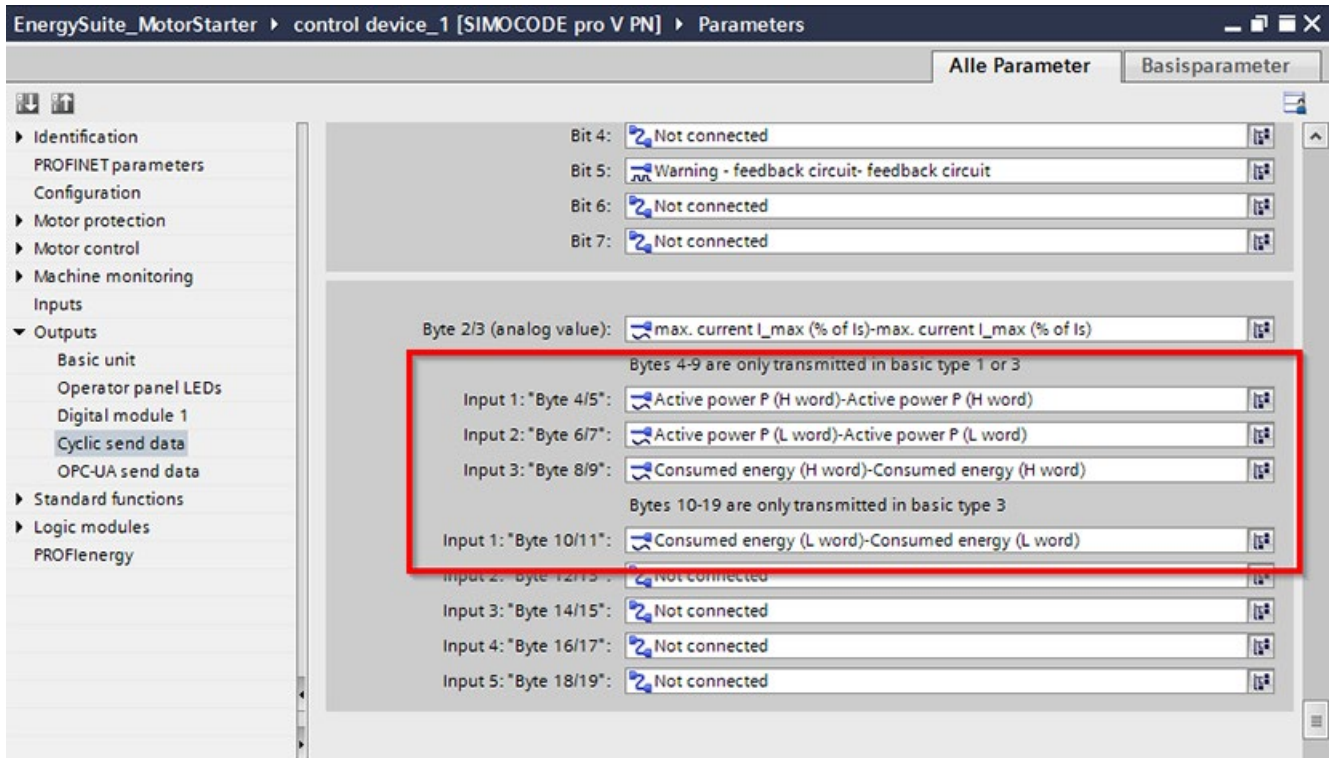 EnergySuite_MotorStarter ▸ control device_1 [SIMOCODE pro V PN] ▸ Parameters
Alle Parameter Basisparameter
Identification
PROFINET parameters
Configuration
Motor protection
Motor control
Machine monitoring
Inputs
Outputs
Basic unit
Operator panel LEDs
Digital module 1
Cyclic send data
OPC-UA send data
Standard functions
Logic modules
PROFIenergy
Bit 4: Not connected
Bit 5: Warning - feedback circuit- feedback circuit
Bit 6: Not connected
Bit 7: Not connected
Byte 2/3 (analog value): max. current I_max (% of Is)-max. current I_max (% of Is)
Bytes 4-9 are only transmitted in basic type 1 or 3
Input 1: "Byte 4/5": Active power P (H word)-Active power P (H word)
Input 2: "Byte 6/7": Active power P (L word)-Active power P (L word)
Input 3: "Byte 8/9": Consumed energy (H word)-Consumed energy (H word)
Bytes 10-19 are only transmitted in basic type 3
Input 1: "Byte 10/11": Consumed energy (L word)-Consumed energy (L word)
Input 2: "Byte 12/13": Not connected
Input 3: "Byte 14/15": Not connected
Input 4: "Byte 16/17": Not connected
Input 5: "Byte 18/19": Not connected